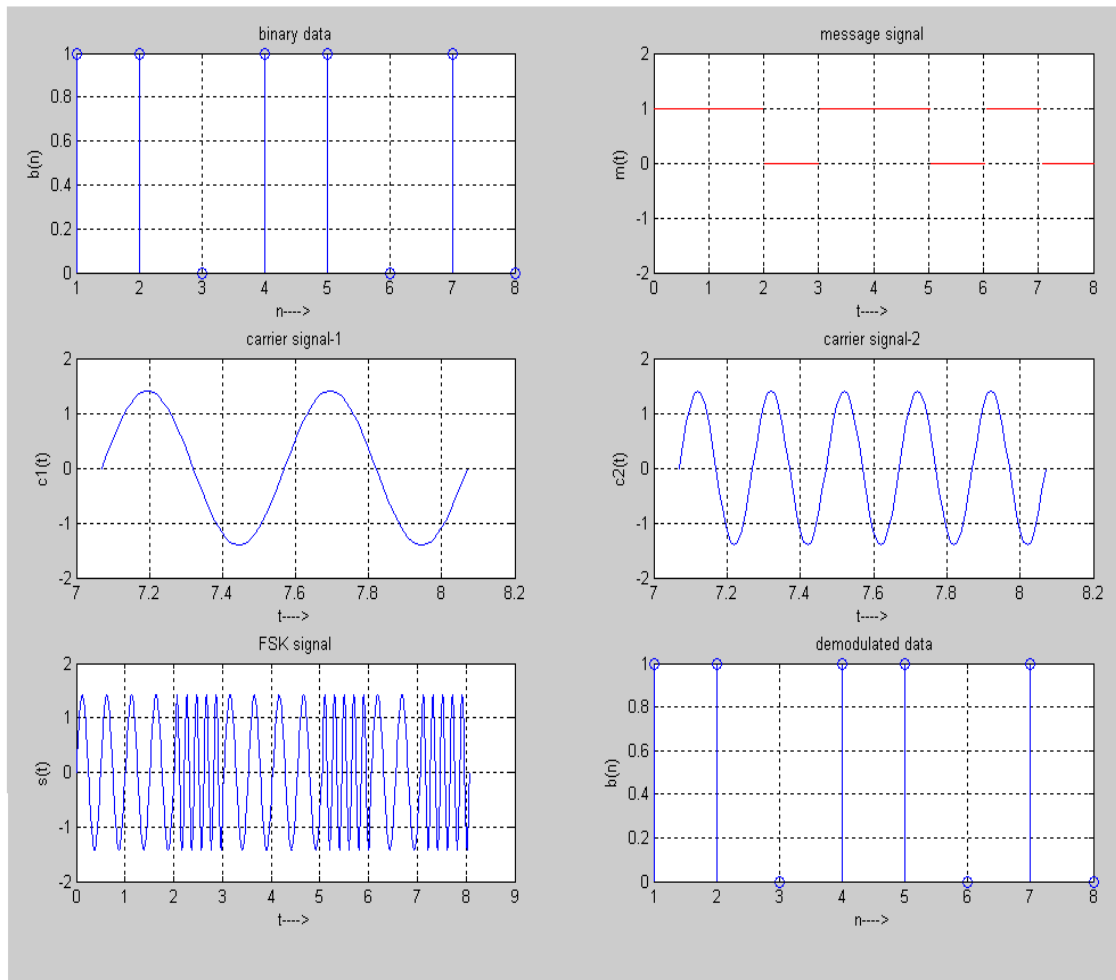 binary data
1
0.8
0.6
0.4
0.2
0
b(n)
1 2 3 4 5 6 7 8
n---->
message signal
2
1
0
-1
-2
m(t)
0 1 2 3 4 5 6 7 8
t---->
carrier signal-1
2
1
0
-1
-2
c1(t)
7 7.2 7.4 7.6 7.8 8 8.2
t---->
carrier signal-2
2
1
0
-1
-2
c2(t)
7 7.2 7.4 7.6 7.8 8 8.2
t---->
FSK signal
2
1
0
-1
-2
s(t)
0 1 2 3 4 5 6 7 8 9
t---->
demodulated data
1
0.8
0.6
0.4
0.2
0
b(n)
1 2 3 4 5 6 7 8
n---->